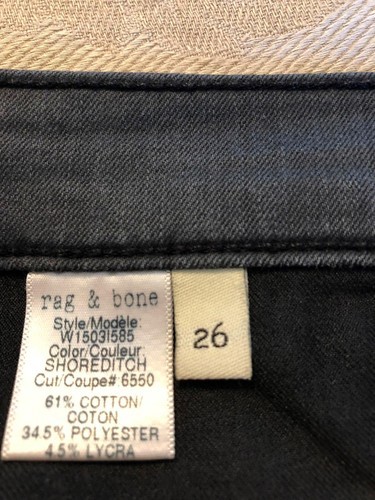 rag & bone
Style/Modèle:
W1503I585
Color/Couleur:
SHOREDITCH
Cut/Coupe#:6550
61% COTTON/
COTON
34.5% POLYESTER
4.5% LYCRA
26